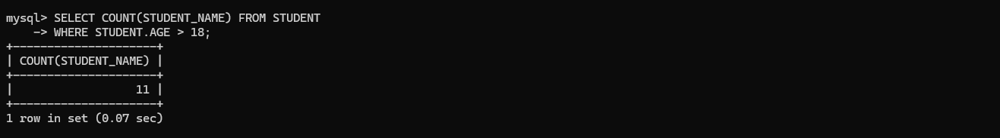 mysql> SELECT COUNT(STUDENT_NAME) FROM STUDENT
    -> WHERE STUDENT.AGE > 18;
+---------------------+
| COUNT(STUDENT_NAME) |
+---------------------+
|                  11 |
+---------------------+
1 row in set (0.07 sec)